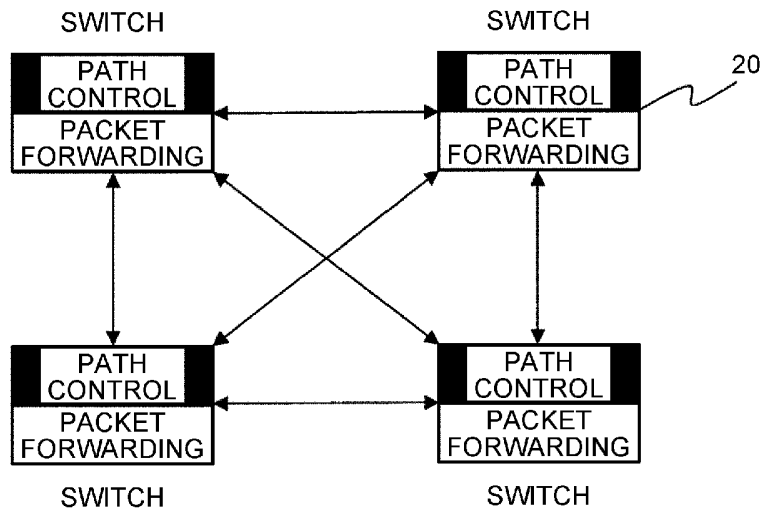 SWITCH
SWITCH
PATH
CONTROL
PACKET
FORWARDING
PATH
CONTROL
PACKET
FORWARDING
20
PATH
CONTROL
PACKET
FORWARDING
PATH
CONTROL
PACKET
FORWARDING
SWITCH
SWITCH